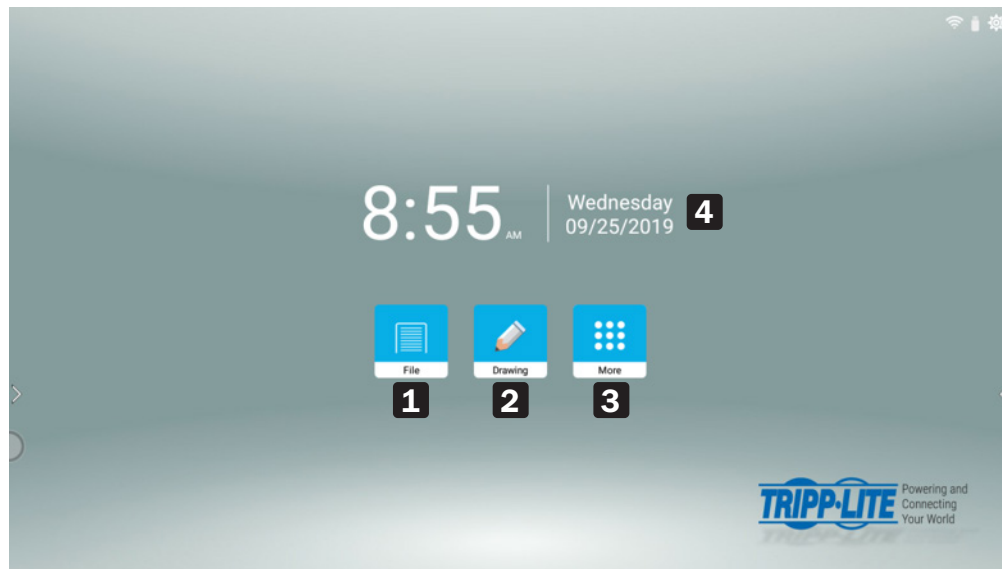 8:55 AM
Wednesday
09/25/2019
4
File
Drawing
More
1
2
3
TRIPP·LITE
Powering and
Connecting
Your World